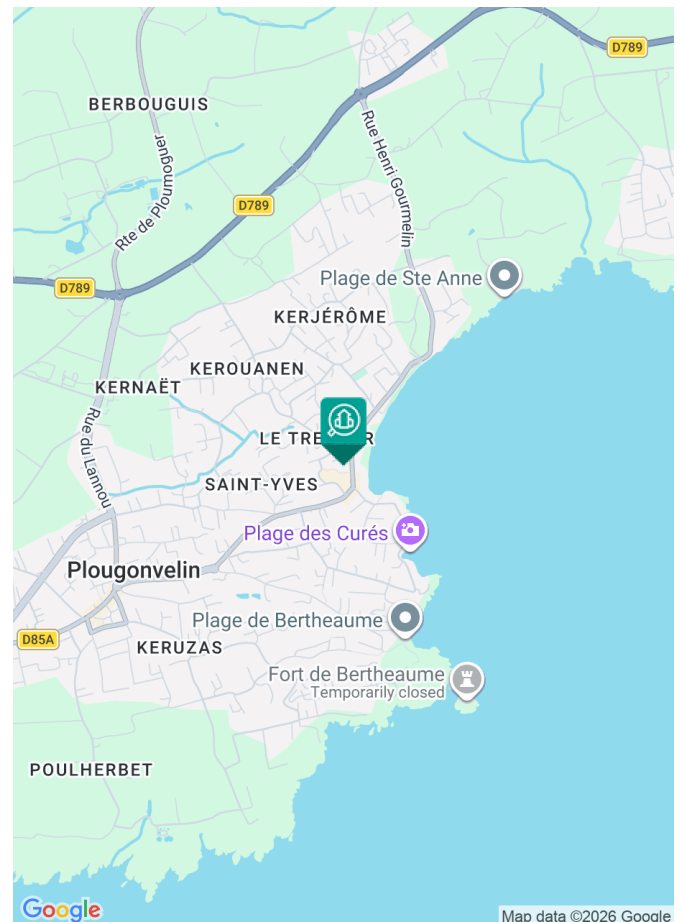 D789
BERBOUGUIS
Rue Henri Gourmelin
Rte de Ploumoguer
D789
Plage de Ste Anne
D789
KERJÉRÔME
KEROUANEN
KERNAËT
Rue du Lannou
LE TRE R
SAINT-YVES
Plage des Curés
Plougonvelin
Plage de Bertheaume
D85A
KERUZAS
Fort de Bertheaume
Temporarily closed
POULHERBET
Google
Map data ©2026 Google